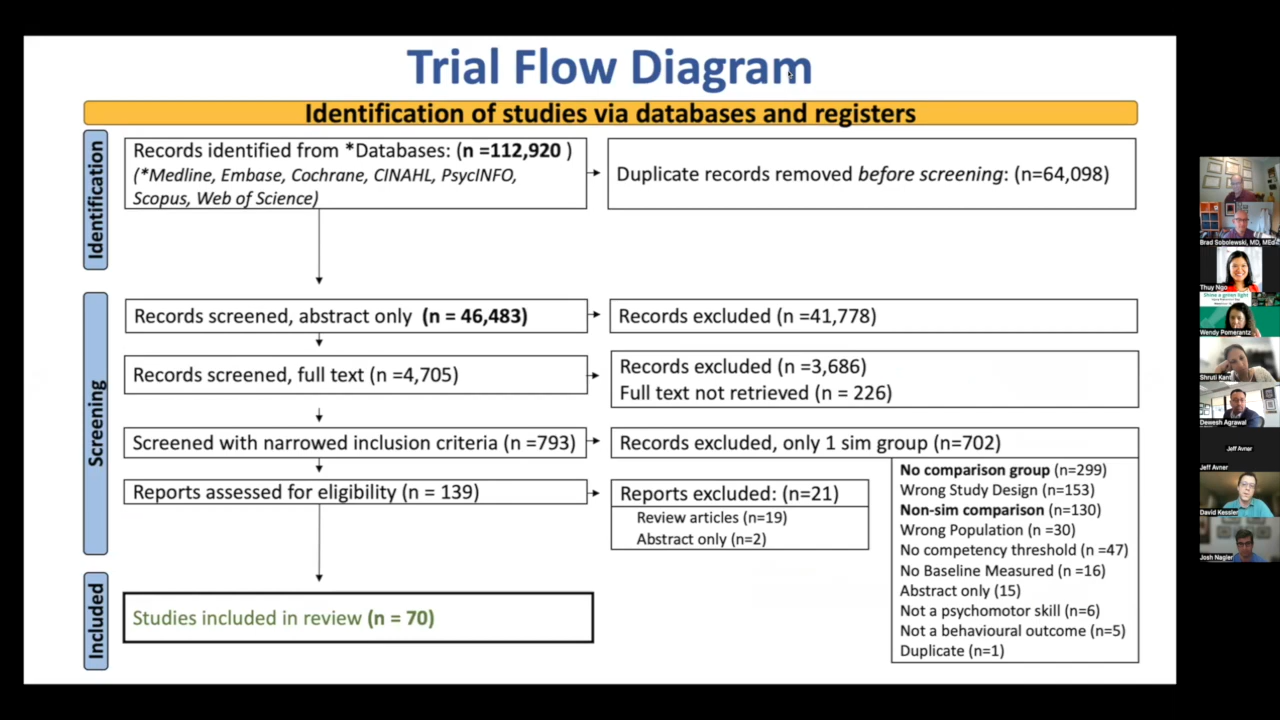 Trial Flow Diagram
Identification of studies via databases and registers
Identification
Records identified from *Databases: (n =112,920 )
(*Medline, Embase, Cochrane, CINAHL, PsycINFO,
Scopus, Web of Science)
Duplicate records removed before screening: (n=64,098)
Screening
Records screened, abstract only (n = 46,483)
Records excluded (n =41,778)
Records screened, full text (n =4,705)
Records excluded (n =3,686)
Full text not retrieved (n = 226)
Screened with narrowed inclusion criteria (n =793)
Records excluded, only 1 sim group (n=702)
No comparison group (n=299)
Wrong Study Design (n=153)
Non-sim comparison (n=130)
Wrong Population (n =30)
No competency threshold (n =47)
No Baseline Measured (n =16)
Abstract only (15)
Not a psychomotor skill (n=6)
Not a behavioural outcome (n=5)
Duplicate (n=1)
Reports assessed for eligibility (n = 139)
Reports excluded: (n=21)
Review articles (n=19)
Abstract only (n=2)
Included
Studies included in review (n = 70)
Brad Sobolewski, MD, MEd
Thuy Ngo
Shine a green light
Wendy Pomerantz
Shruti Kant
Dewesh Agrawal
Jeff Avner
Jeff Avner
David Kessler
Josh Nagler